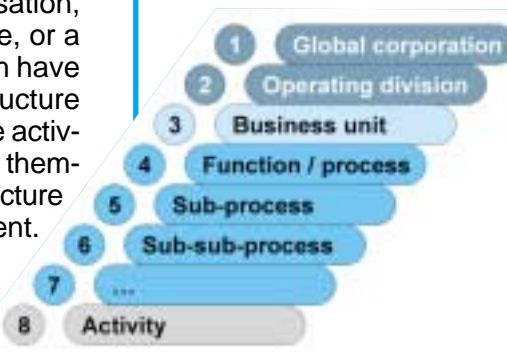 sation,
e, or a
n have
ucture
e activ-
them-
cture
ent.
1 Global corporation
2 Operating division
3 Business unit
4 Function / process
5 Sub-process
6 Sub-sub-process
7 ...
8 Activity